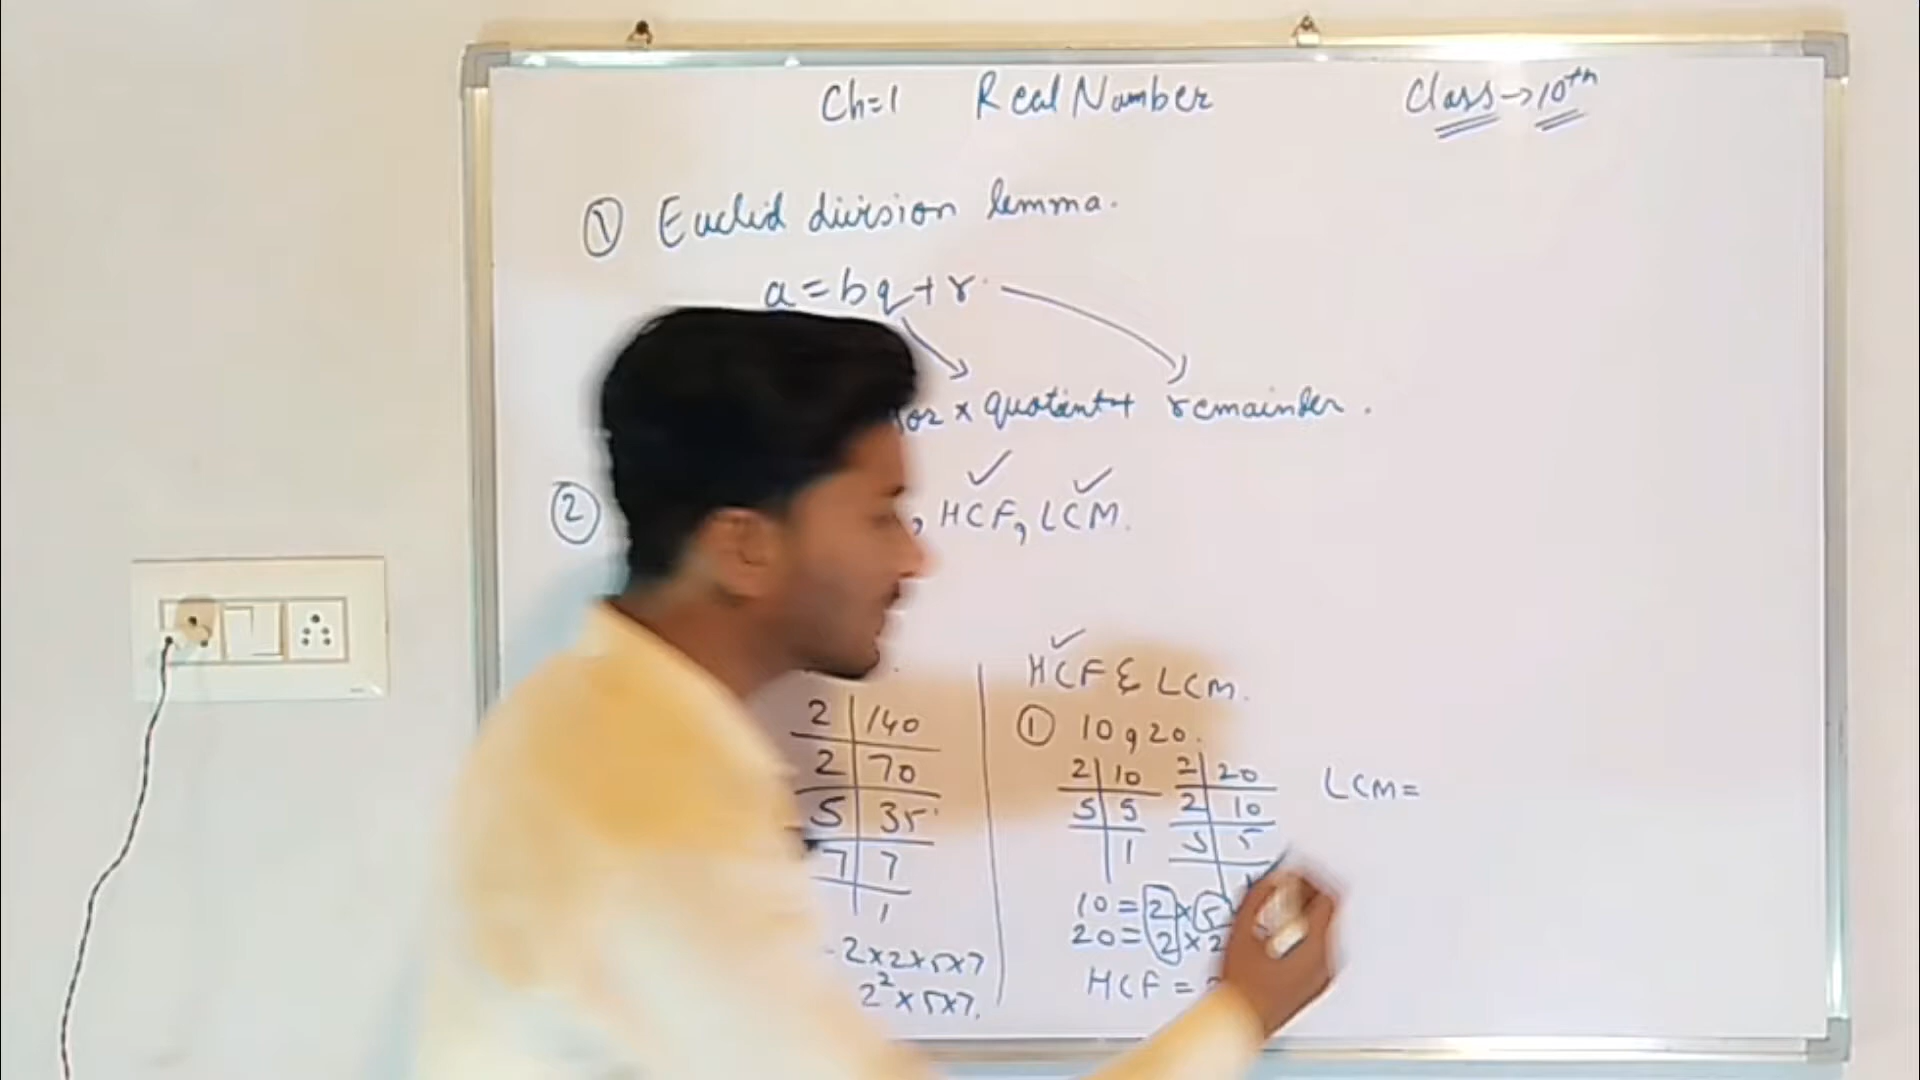 Ch=1 Real Number Class→10th
① Euclid division lemma.
a=bq+r
x quotient+ remainder.
② , HCF, LCM.
HCF & LCM.
① 10, 20.
2 | 140
2 | 70
5 | 35
7 | 7
1
2 | 10
5 | 5
1
2 | 20
2 | 10
5 | 5
LCM=
10=2×5
20=2×2
HCF=
2×2×5×7
2²×5×7.